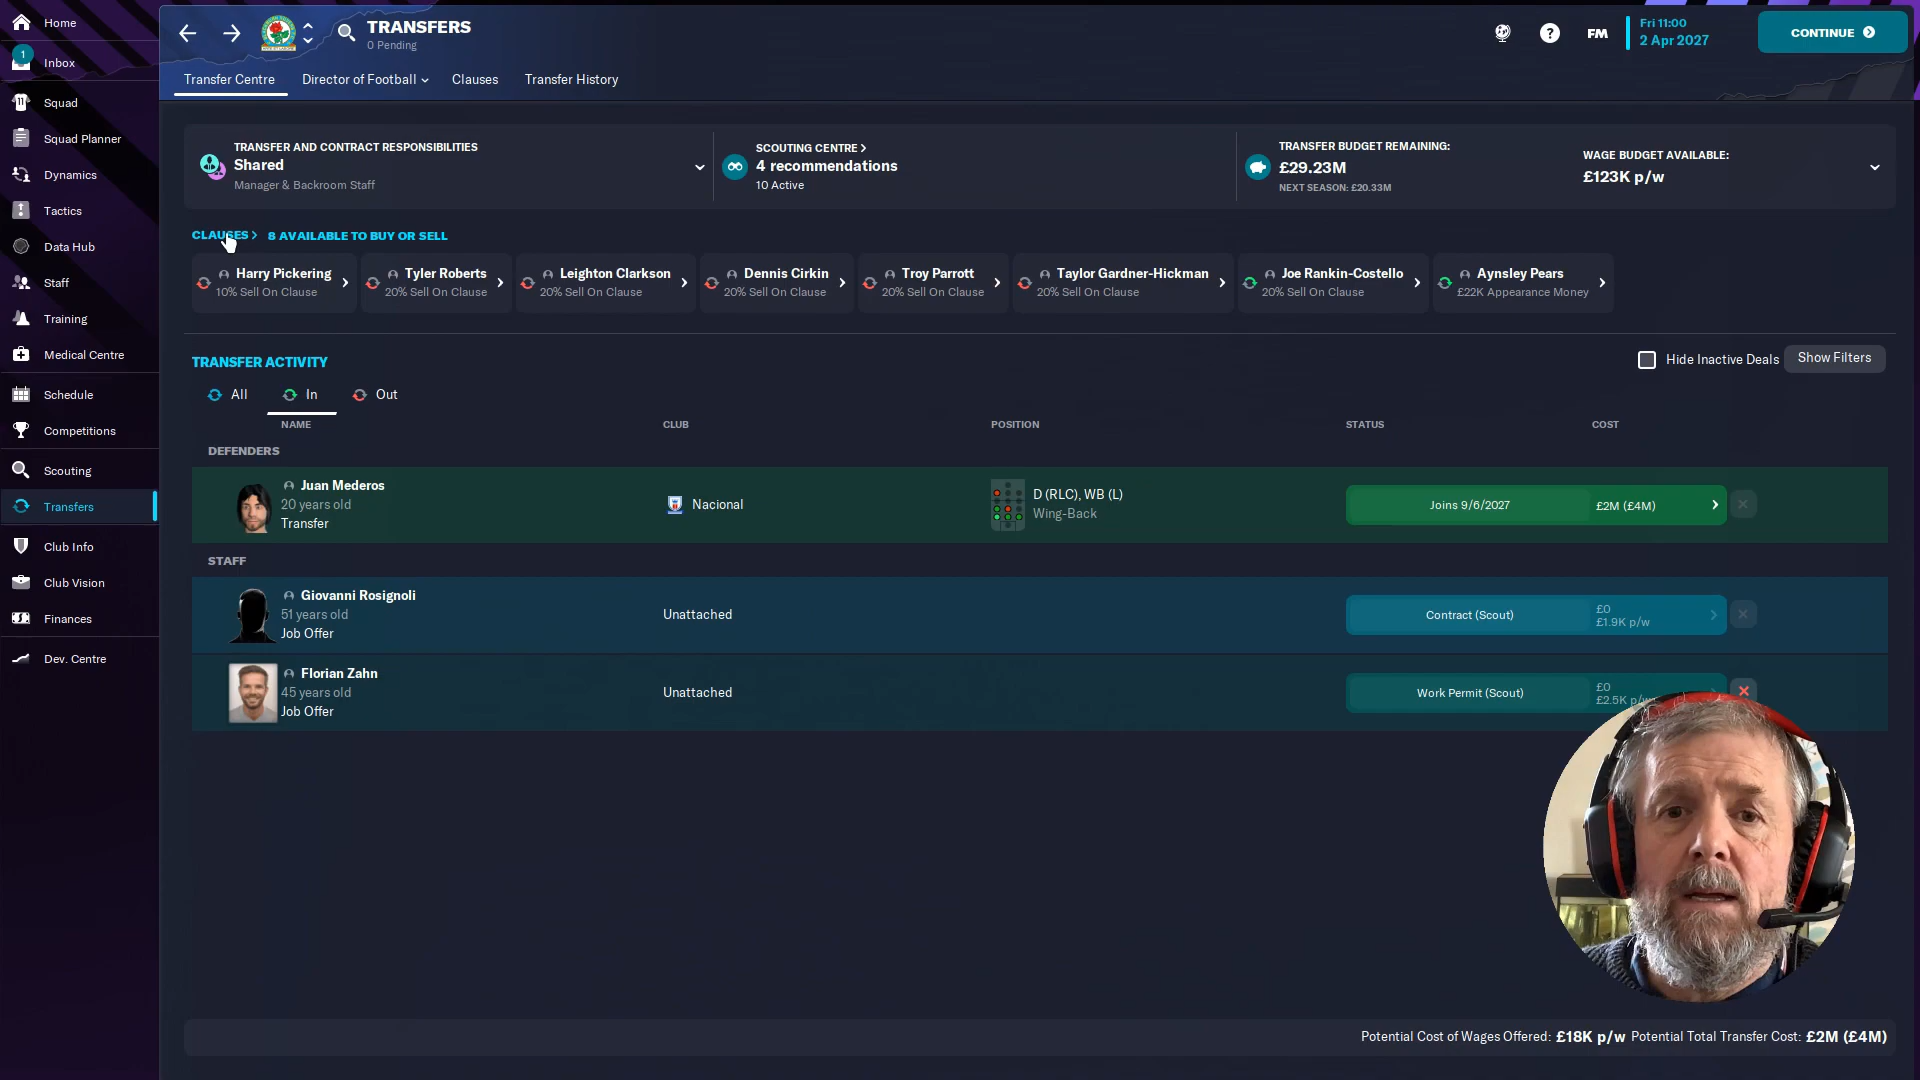 Home
1
Inbox
Squad
Squad Planner
Dynamics
Tactics
Data Hub
Staff
Training
Medical Centre
Schedule
Competitions
Scouting
Transfers
Club Info
Club Vision
Finances
Dev. Centre
TRANSFERS
0 Pending
FM
Fri 11:00
2 Apr 2027
CONTINUE
Transfer Centre
Director of Football
Clauses
Transfer History
TRANSFER AND CONTRACT RESPONSIBILITIES
Shared
Manager & Backroom Staff
SCOUTING CENTRE >
4 recommendations
10 Active
TRANSFER BUDGET REMAINING:
£29.23M
NEXT SEASON: £20.33M
WAGE BUDGET AVAILABLE:
£123K p/w
CLAUSES > 8 AVAILABLE TO BUY OR SELL
Harry Pickering
10% Sell On Clause
Tyler Roberts
20% Sell On Clause
Leighton Clarkson
20% Sell On Clause
Dennis Cirkin
20% Sell On Clause
Troy Parrott
20% Sell On Clause
Taylor Gardner-Hickman
20% Sell On Clause
Joe Rankin-Costello
20% Sell On Clause
Aynsley Pears
£22K Appearance Money
TRANSFER ACTIVITY
Hide Inactive Deals
Show Filters
All
In
Out
NAME CLUB POSITION STATUS COST
DEFENDERS
Juan Mederos
20 years old
Transfer
Nacional
D (RLC), WB (L)
Wing-Back
Joins 9/6/2027
£2M (£4M)
STAFF
Giovanni Rosignoli
51 years old
Job Offer
Unattached
Contract (Scout)
£0
£1.9K p/w
Florian Zahn
45 years old
Job Offer
Unattached
Work Permit (Scout)
£0
£2.5K p/w
Potential Cost of Wages Offered: £18K p/w Potential Total Transfer Cost: £2M (£4M)